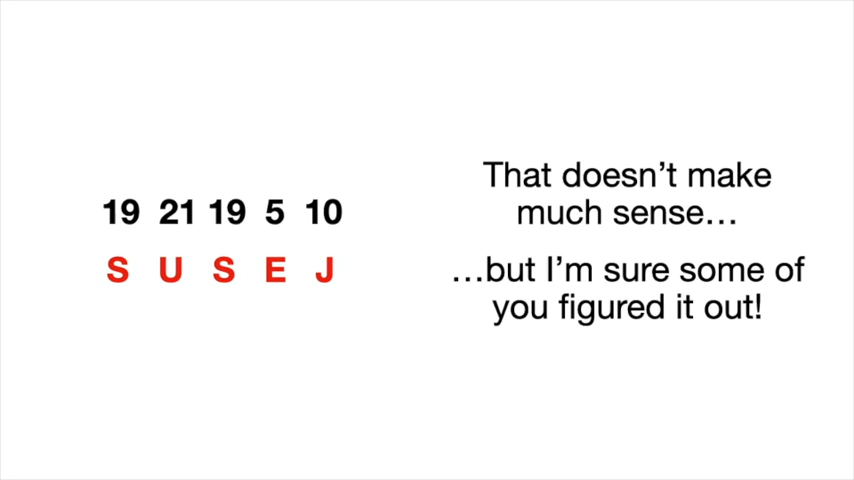 19 21 19 5 10
S U S E J
That doesn’t make
much sense…
…but I’m sure some of
you figured it out!